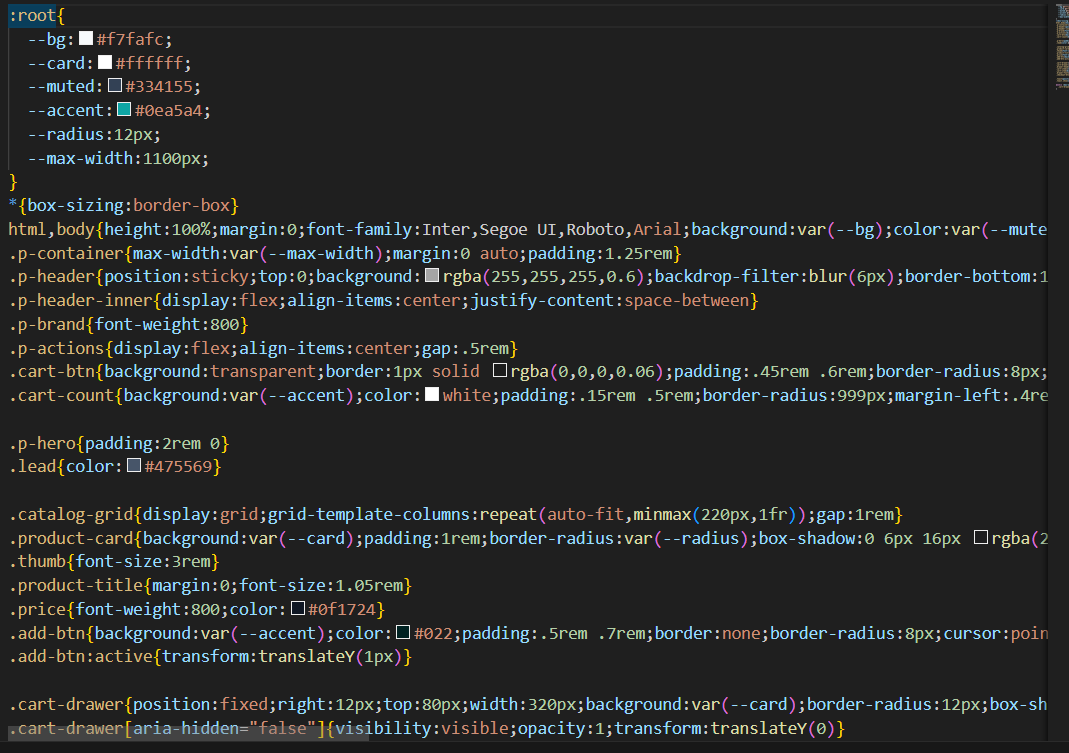 :root{
--bg:#f7fafc;
--card:#ffffff;
--muted:#334155;
--accent:#0ea5a4;
--radius:12px;
--max-width:1100px;
}
*{box-sizing:border-box}
html,body{height:100%;margin:0;font-family:Inter,Segoe UI,Roboto,Arial;background:var(--bg);color:var(--mute
.p-container{max-width:var(--max-width);margin:0 auto;padding:1.25rem}
.p-header{position:sticky;top:0;background:rgba(255,255,255,0.6);backdrop-filter:blur(6px);border-bottom:1
.p-header-inner{display:flex;align-items:center;justify-content:space-between}
.p-brand{font-weight:800}
.p-actions{display:flex;align-items:center;gap:.5rem}
.cart-btn{background:transparent;border:1px solid rgba(0,0,0,0.06);padding:.45rem .6rem;border-radius:8px;
.cart-count{background:var(--accent);color:white;padding:.15rem .5rem;border-radius:999px;margin-left:.4re
.p-hero{padding:2rem 0}
.lead{color:#475569}
.catalog-grid{display:grid;grid-template-columns:repeat(auto-fit,minmax(220px,1fr));gap:1rem}
.product-card{background:var(--card);padding:1rem;border-radius:var(--radius);box-shadow:0 6px 16px rgba(2
.thumb{font-size:3rem}
.product-title{margin:0;font-size:1.05rem}
.price{font-weight:800;color:#0f1724}
.add-btn{background:var(--accent);color:#022;padding:.5rem .7rem;border:none;border-radius:8px;cursor:poin
.add-btn:active{transform:translateY(1px)}
.cart-drawer{position:fixed;right:12px;top:80px;width:320px;background:var(--card);border-radius:12px;box-sh
.cart-drawer[aria-hidden="false"]{visibility:visible;opacity:1;transform:translateY(0)}